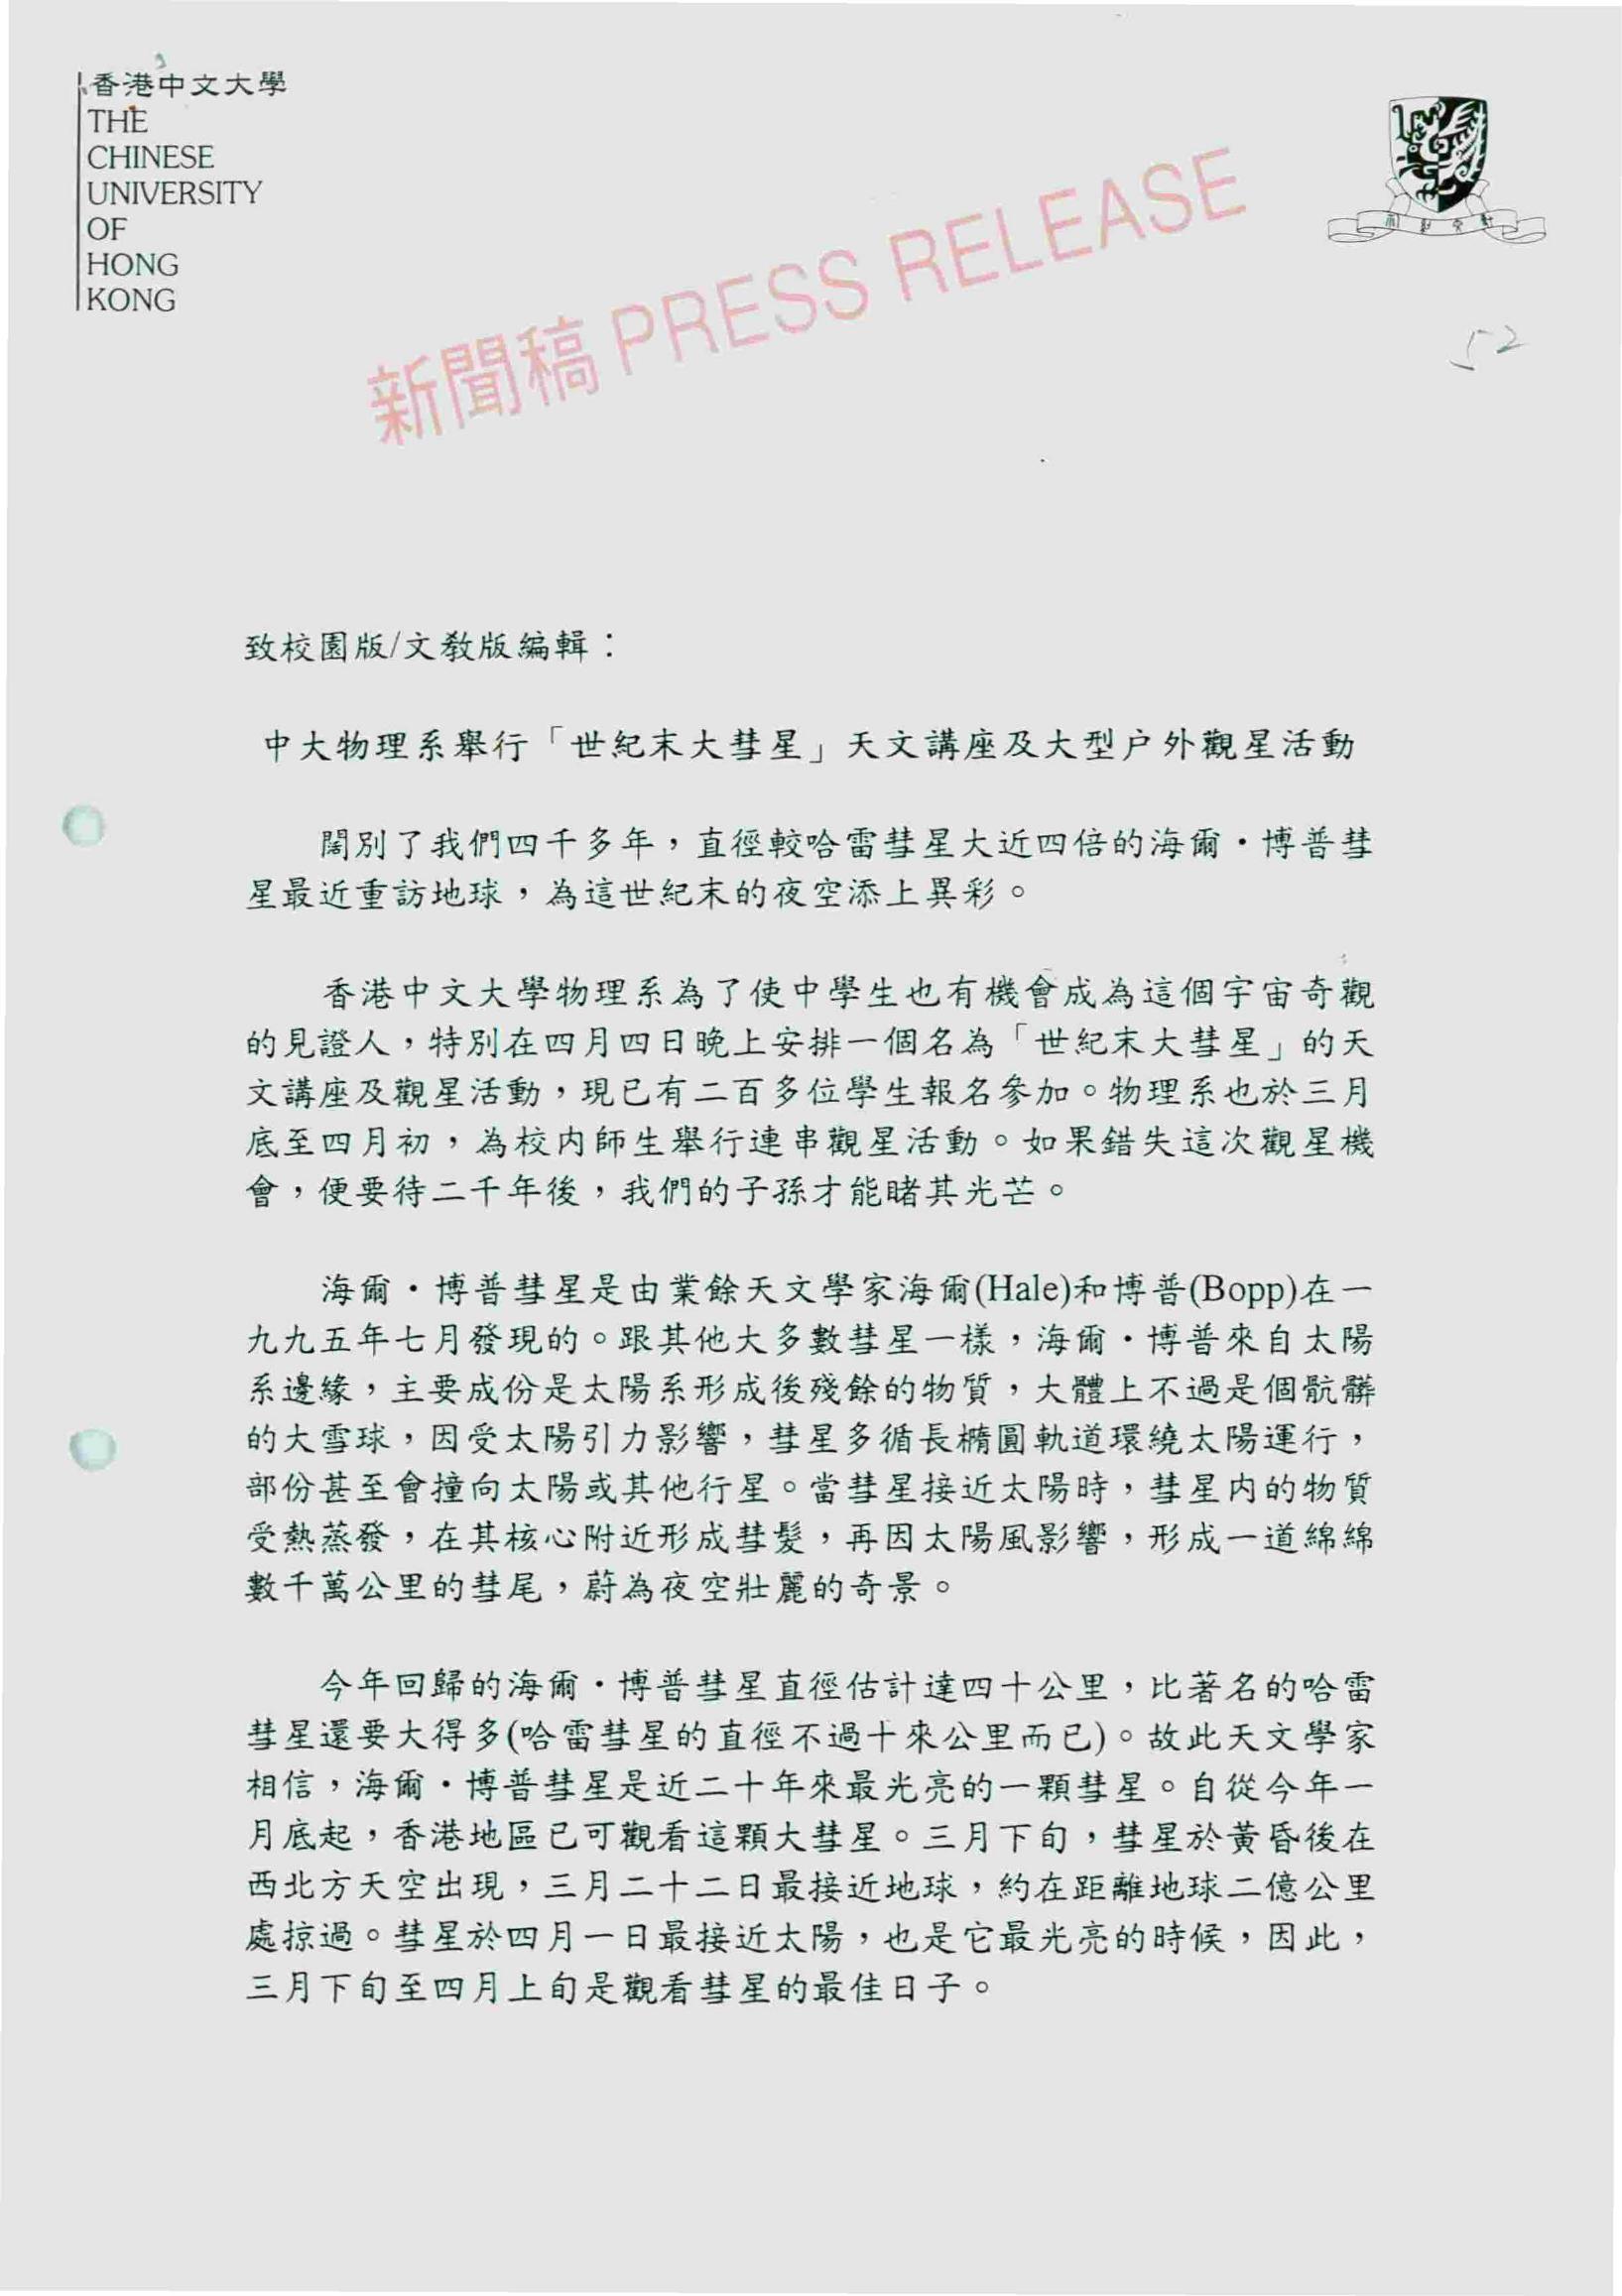 香港中文大學
THE
CHINESE
UNIVERSITY
OF
HONG
KONG
新聞稿 PRESS RELEASE
52
致校園版/文教版編輯：
中大物理系舉行「世紀末大彗星」天文講座及大型户外觀星活動
闊別了我們四千多年，直徑較哈雷彗星大近四倍的海爾・博普彗
星最近重訪地球，為這世紀末的夜空添上異彩。
香港中文大學物理系為了使中學生也有機會成為這個宇宙奇觀
的見證人，特別在四月四日晚上安排一個名為「世紀末大彗星」的天
文講座及觀星活動，現已有二百多位學生報名參加。物理系也於三月
底至四月初，為校內師生舉行連串觀星活動。如果錯失這次觀星機
會，便要待二千年後，我們的子孫才能睹其光芒。
海爾・博普彗星是由業餘天文學家海爾(Hale)和博普(Bopp)在一
九九五年七月發現的。跟其他大多數彗星一樣，海爾・博普來自太陽
系邊緣，主要成份是太陽系形成後殘餘的物質，大體上不過是個骯髒
的大雪球，因受太陽引力影響，彗星多循長橢圓軌道環繞太陽運行，
部份甚至會撞向太陽或其他行星。當彗星接近太陽時，彗星內的物質
受熱蒸發，在其核心附近形成彗髮，再因太陽風影響，形成一道綿綿
數千萬公里的彗尾，蔚為夜空壯麗的奇景。
今年回歸的海爾・博普彗星直徑估計達四十公里，比著名的哈雷
彗星還要大得多(哈雷彗星的直徑不過十來公里而已)。故此天文學家
相信，海爾・博普彗星是近二十年來最光亮的一顆彗星。自從今年一
月底起，香港地區已可觀看這顆大彗星。三月下旬，彗星於黃昏後在
西北方天空出現，三月二十二日最接近地球，約在距離地球二億公里
處掠過。彗星於四月一日最接近太陽，也是它最光亮的時候，因此，
三月下旬至四月上旬是觀看彗星的最佳日子。